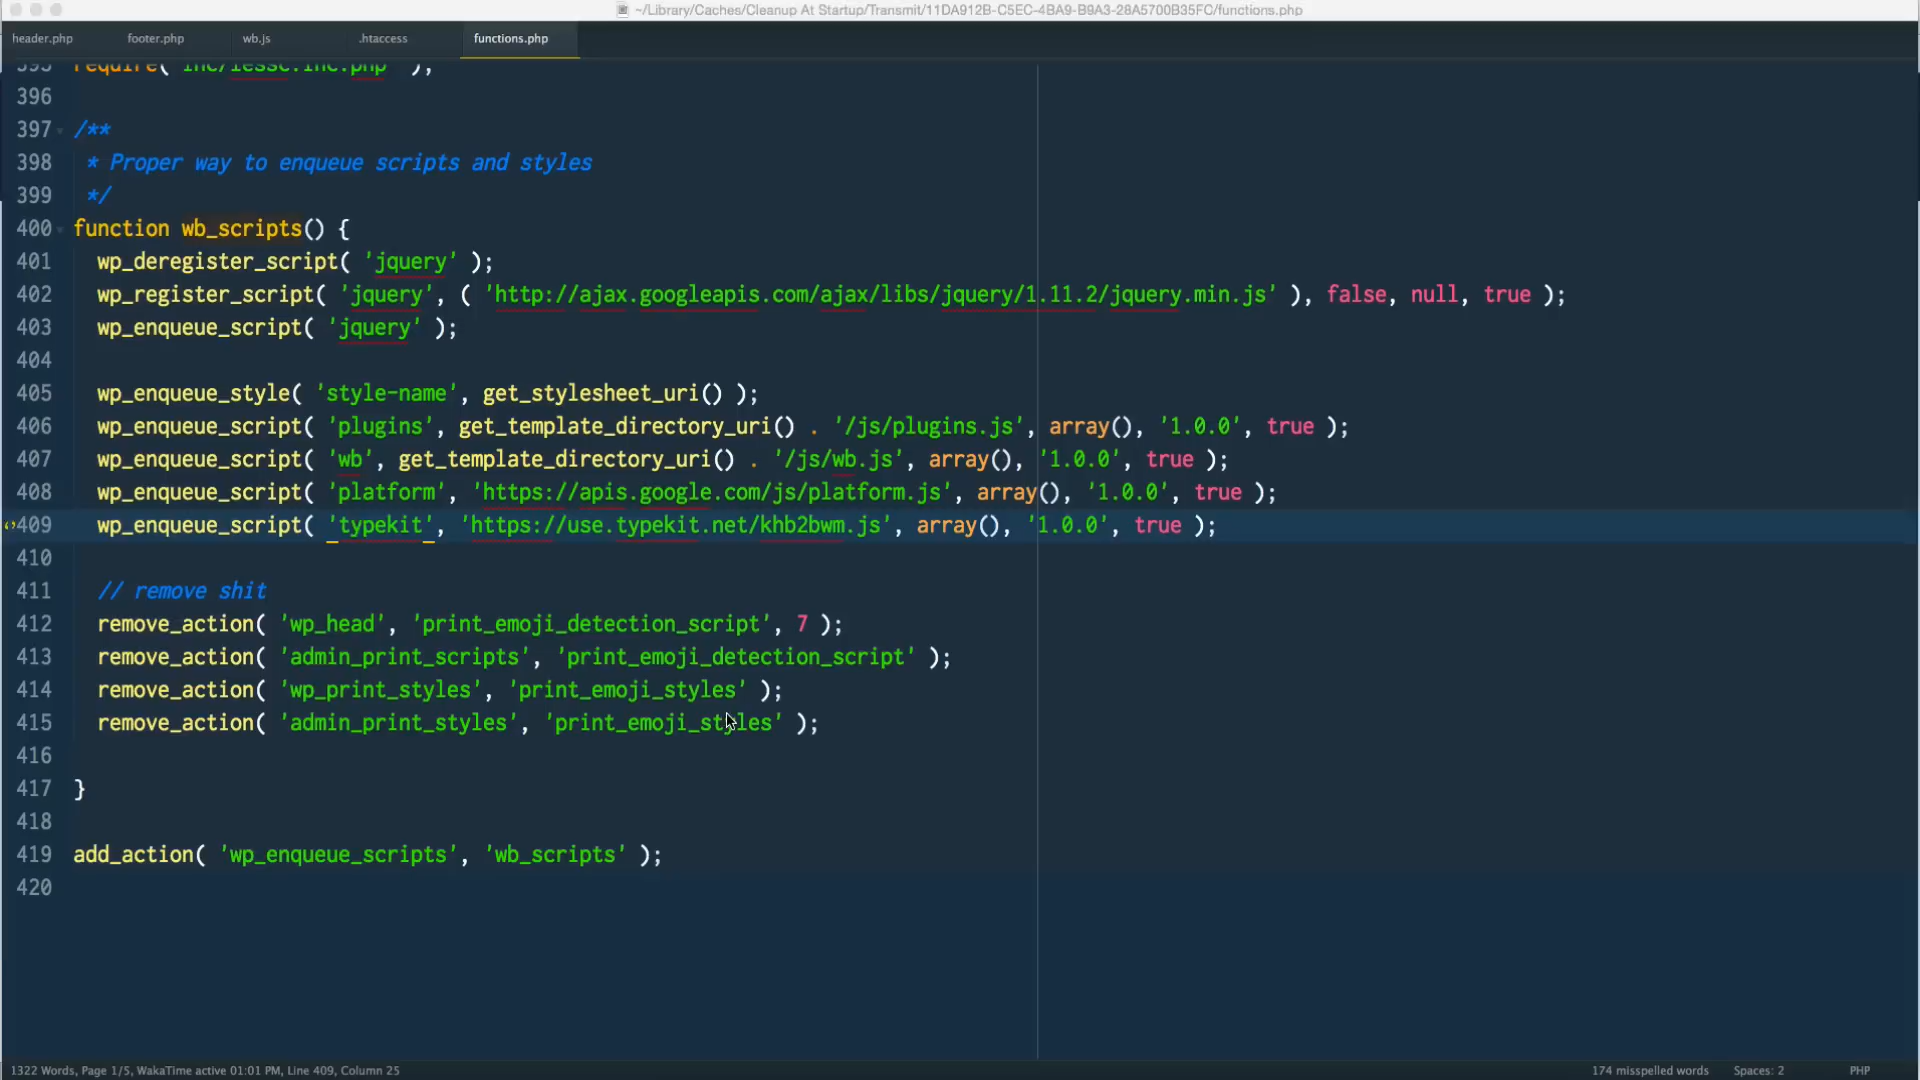 ~/Library/Caches/Cleanup At Startup/Transmit/11DA912B-C5EC-4BA9-B9A3-28A5700B35FC/functions.php
header.php footer.php wb.js .htaccess functions.php
395 require( 'inc/lessc.inc.php' );
396
397 /**
398 * Proper way to enqueue scripts and styles
399 */
400 function wb_scripts() {
401 wp_deregister_script( 'jquery' );
402 wp_register_script( 'jquery', ( 'http://ajax.googleapis.com/ajax/libs/jquery/1.11.2/jquery.min.js' ), false, null, true );
403 wp_enqueue_script( 'jquery' );
404
405 wp_enqueue_style( 'style-name', get_stylesheet_uri() );
406 wp_enqueue_script( 'plugins', get_template_directory_uri() . '/js/plugins.js', array(), '1.0.0', true );
407 wp_enqueue_script( 'wb', get_template_directory_uri() . '/js/wb.js', array(), '1.0.0', true );
408 wp_enqueue_script( 'platform', 'https://apis.google.com/js/platform.js', array(), '1.0.0', true );
409 wp_enqueue_script( 'typekit', 'https://use.typekit.net/khb2bwm.js', array(), '1.0.0', true );
410
411 // remove shit
412 remove_action( 'wp_head', 'print_emoji_detection_script', 7 );
413 remove_action( 'admin_print_scripts', 'print_emoji_detection_script' );
414 remove_action( 'wp_print_styles', 'print_emoji_styles' );
415 remove_action( 'admin_print_styles', 'print_emoji_styles' );
416
417 }
418
419 add_action( 'wp_enqueue_scripts', 'wb_scripts' );
420
1322 Words, Page 1/5, WakaTime active 01:01 PM, Line 409, Column 25 174 misspelled words Spaces: 2 PHP